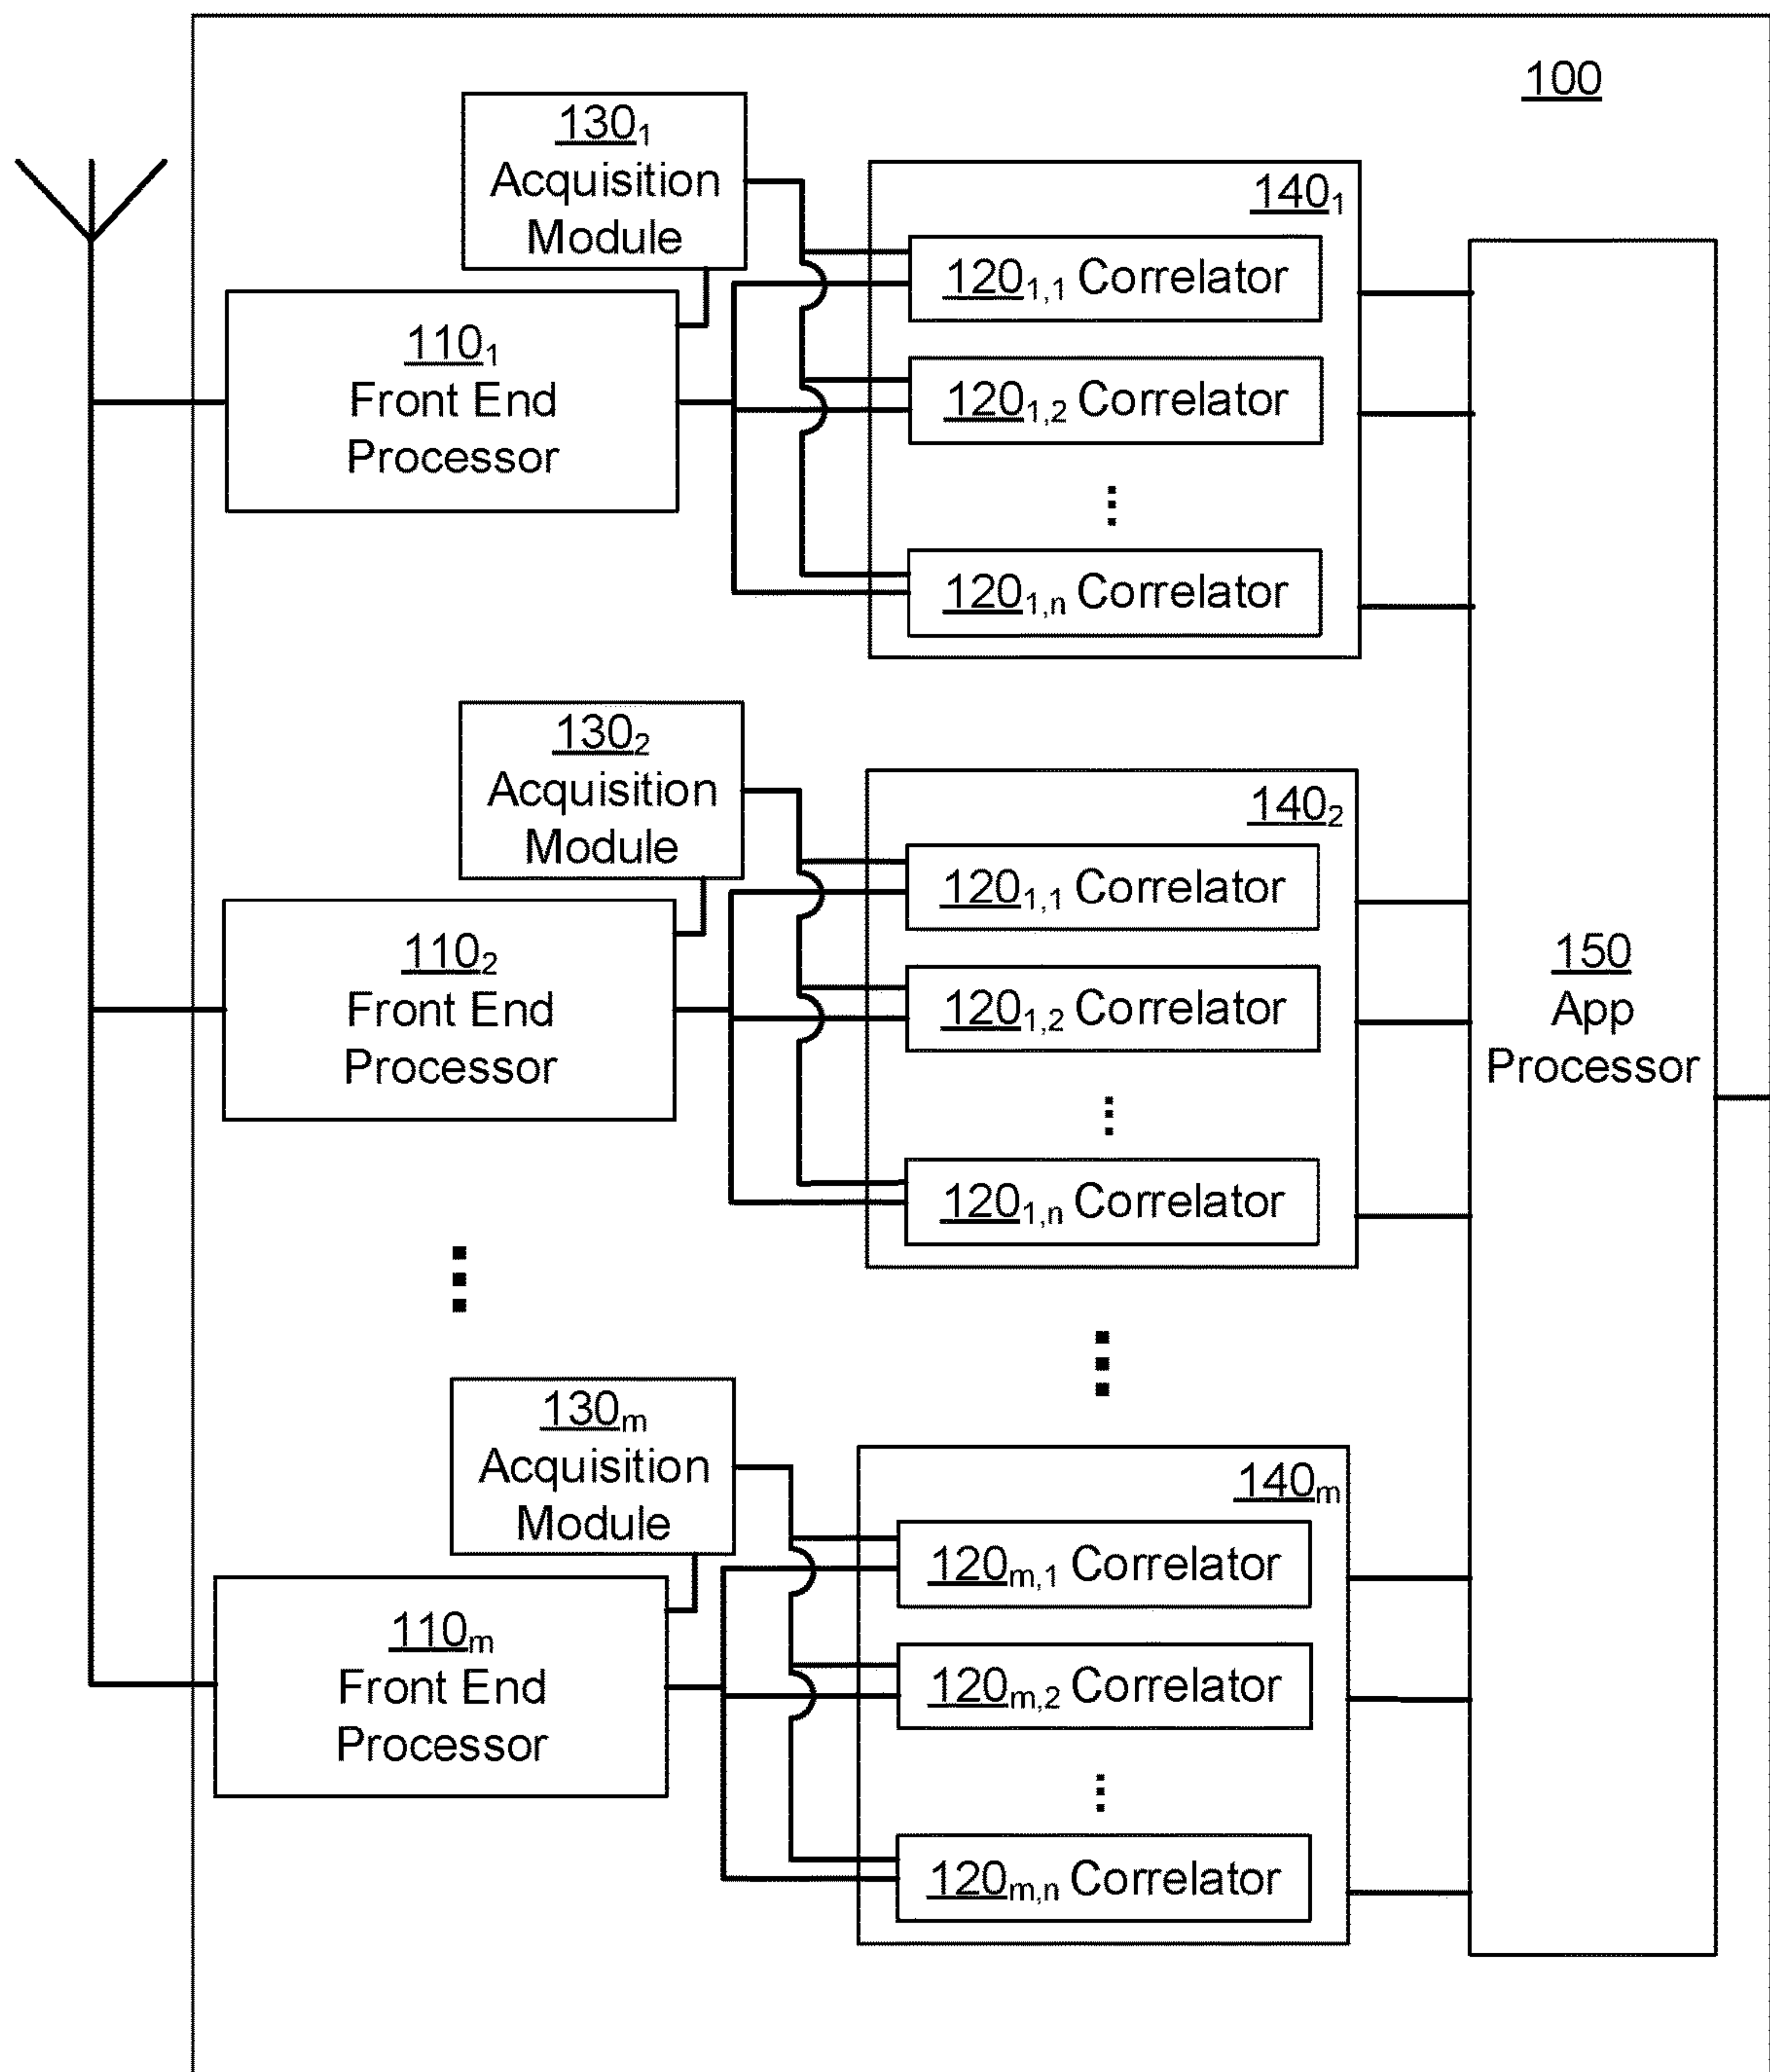 100
130₁
Acquisition
Module
140₁
120₁,₁ Correlator
110₁
Front End
Processor
120₁,₂ Correlator
⋮
120₁,ₙ Correlator
130₂
Acquisition
Module
140₂
120₁,₁ Correlator
110₂
Front End
Processor
120₁,₂ Correlator
⋮
120₁,ₙ Correlator
150
App
Processor
⋮
⋮
130ₘ
Acquisition
Module
140ₘ
120ₘ,₁ Correlator
110ₘ
Front End
Processor
120ₘ,₂ Correlator
⋮
120ₘ,ₙ Correlator